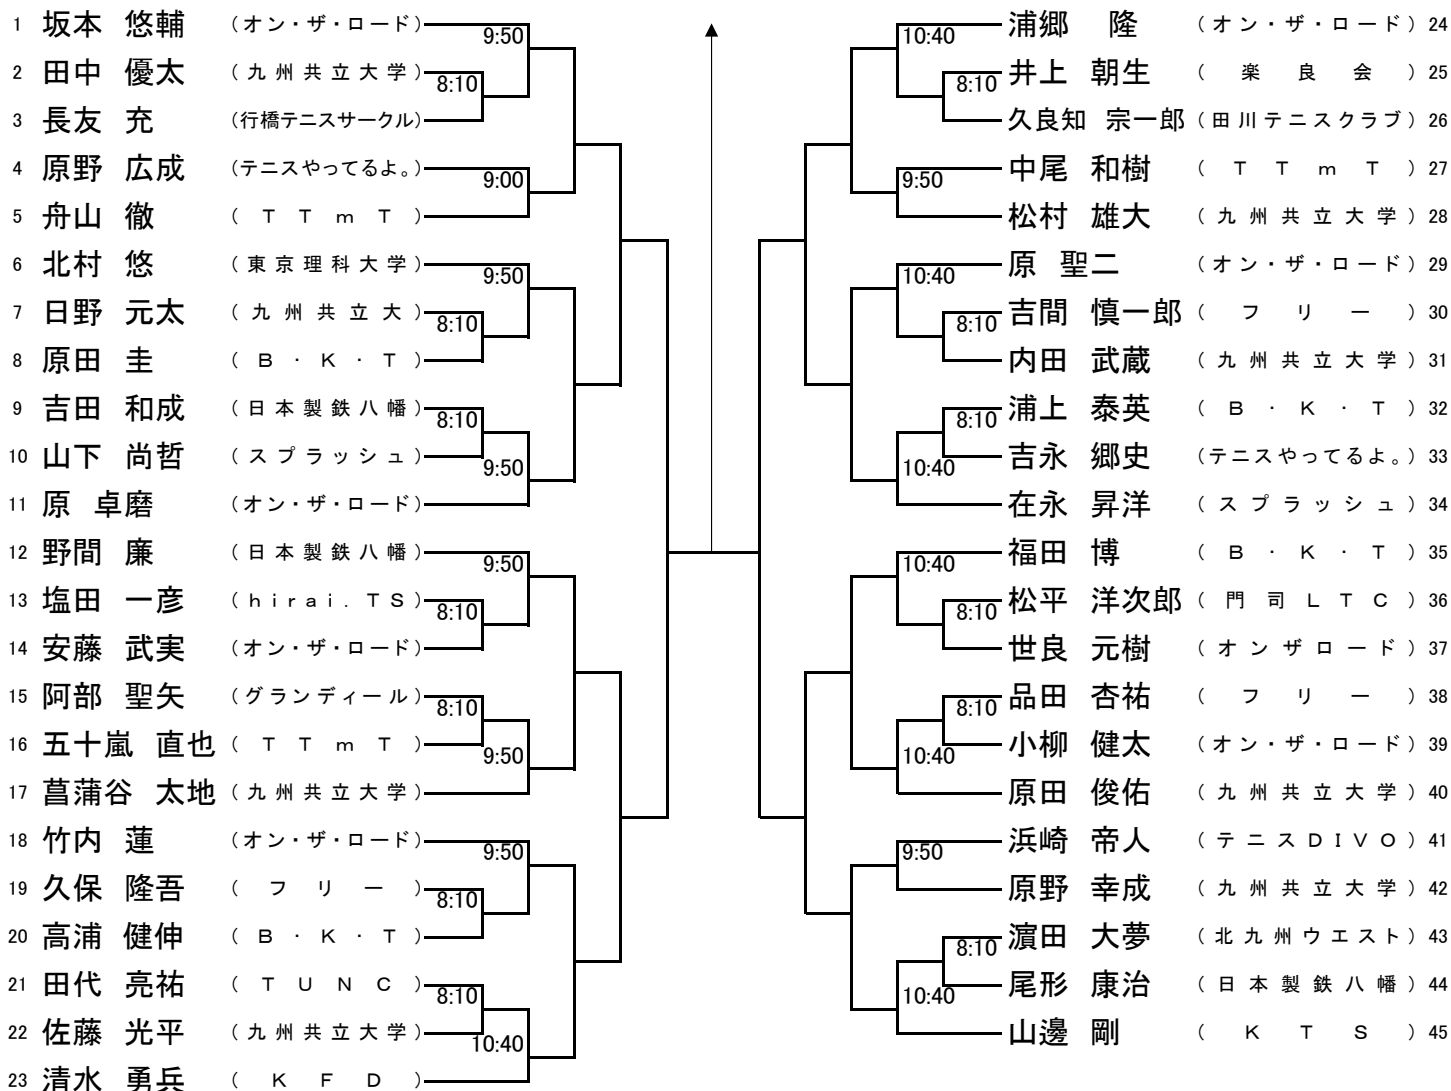 1 坂本 悠輔 (オン・ザ・ロード)
9:50
2 田中 優太 (九州共立大学)
8:10
3 長友 充 (行橋テニスサークル)
4 原野 広成 (テニスやってるよ。)
9:00
5 舟山 徹 (TTmT)
6 北村 悠 (東京理科大学)
9:50
7 日野 元太 (九州共立大)
8:10
8 原田 圭 (B・K・T)
9 吉田 和成 (日本製鉄八幡)
8:10
10 山下 尚哲 (スプラッシュ)
9:50
11 原 卓磨 (オン・ザ・ロード)
12 野間 廉 (日本製鉄八幡)
9:50
13 塩田 一彦 (hirai.TS)
8:10
14 安藤 武実 (オン・ザ・ロード)
15 阿部 聖矢 (グランディール)
8:10
16 五十嵐 直也 (TTmT)
9:50
17 菖蒲谷 太地 (九州共立大学)
18 竹内 蓮 (オン・ザ・ロード)
9:50
19 久保 隆吾 (フリー)
8:10
20 高浦 健伸 (B・K・T)
21 田代 亮祐 (TUNC)
8:10
22 佐藤 光平 (九州共立大学)
10:40
23 清水 勇兵 (KFD)
浦郷 隆 (オン・ザ・ロード) 24
10:40
井上 朝生 (楽良会) 25
8:10
久良知 宗一郎 (田川テニスクラブ) 26
中尾 和樹 (TTmT) 27
9:50
松村 雄大 (九州共立大学) 28
原 聖二 (オン・ザ・ロード) 29
10:40
吉間 慎一郎 (フリー) 30
8:10
内田 武蔵 (九州共立大学) 31
浦上 泰英 (B・K・T) 32
8:10
吉永 郷史 (テニスやってるよ。) 33
10:40
在永 昇洋 (スプラッシュ) 34
福田 博 (B・K・T) 35
10:40
松平 洋次郎 (門司LTC) 36
8:10
世良 元樹 (オンザロード) 37
品田 杏祐 (フリー) 38
8:10
小柳 健太 (オン・ザ・ロード) 39
10:40
原田 俊佑 (九州共立大学) 40
浜崎 帝人 (テニスDIVO) 41
9:50
原野 幸成 (九州共立大学) 42
濵田 大夢 (北九州ウエスト) 43
8:10
尾形 康治 (日本製鉄八幡) 44
10:40
山邊 剛 (KTS) 45